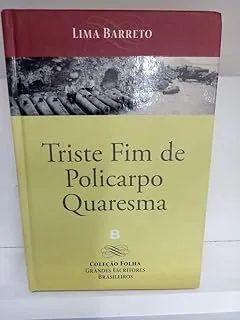 LIMA BARRETO
Triste Fim de
Policarpo
Quaresma
8
COLEÇÃO FOLHA
GRANDES ESCRITORES
BRASILEIROS